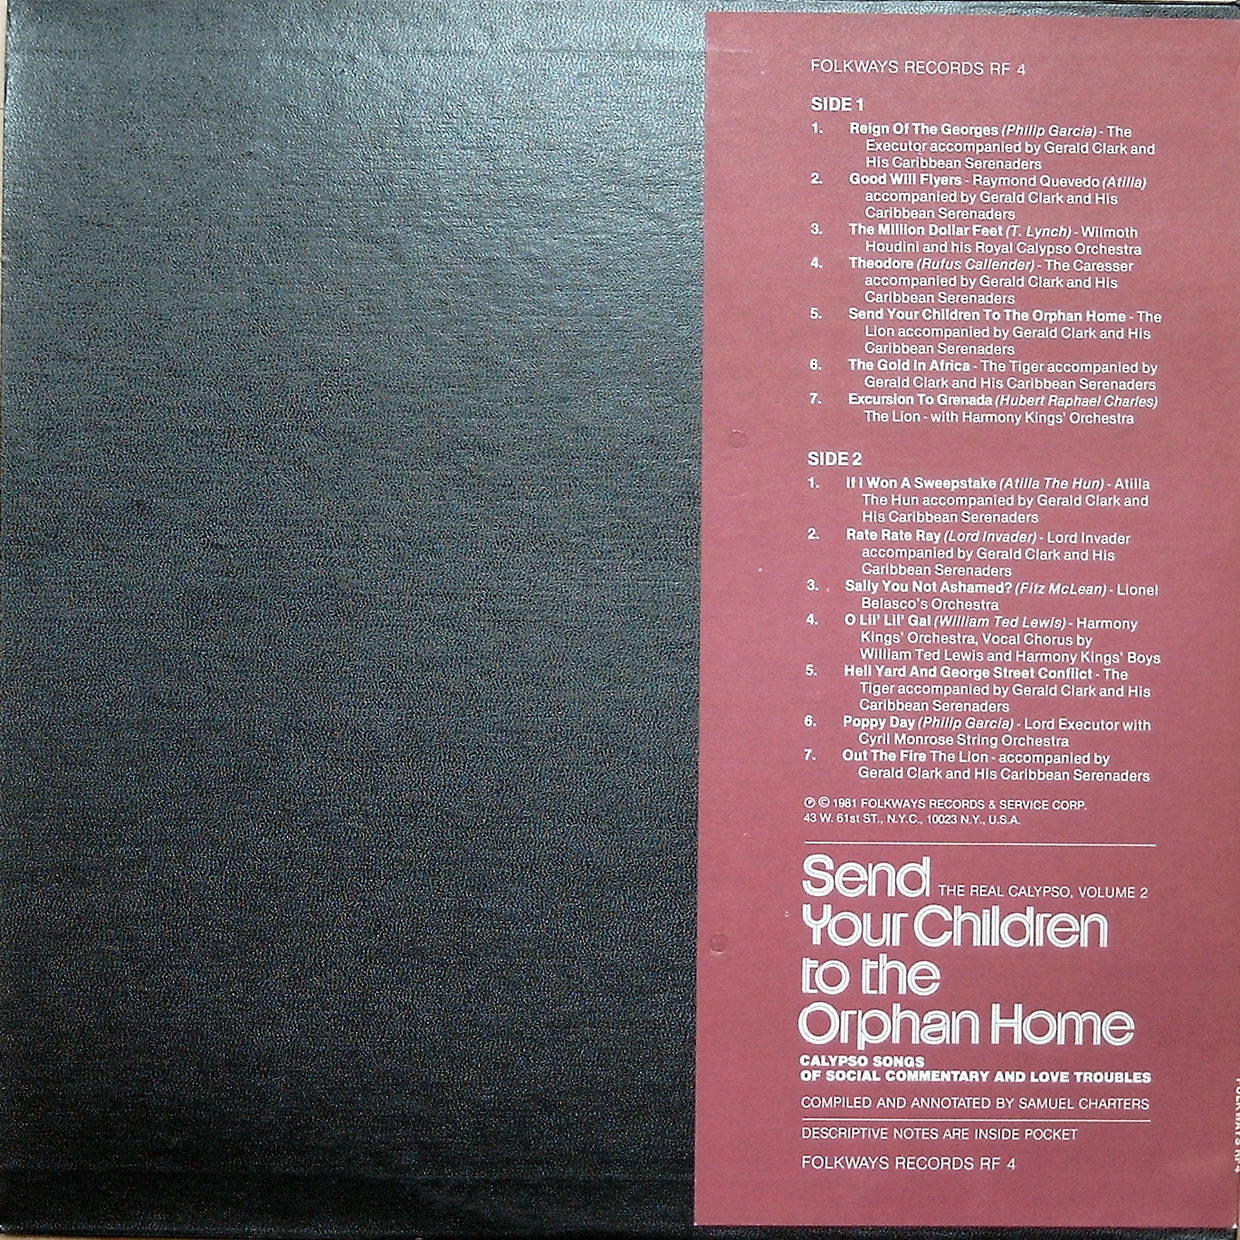 FOLKWAYS RECORDS RF 4
SIDE 1
1. Reign Of The Georges (Philip Garcia) - The
Executor accompanied by Gerald Clark and
His Caribbean Serenaders
2. Good Will Flyers - Raymond Quevedo (Atilla)
accompanied by Gerald Clark and His
Caribbean Serenaders
3. The Million Dollar Feet (T. Lynch) - Wilmoth
Houdini and his Royal Calypso Orchestra
4. Theodore (Rufus Callender) - The Caresser
accompanied by Gerald Clark and His
Caribbean Serenaders
5. Send Your Children To The Orphan Home - The
Lion accompanied by Gerald Clark and His
Caribbean Serenaders
6. The Gold In Africa - The Tiger accompanied by
Gerald Clark and His Caribbean Serenaders
7. Excursion To Grenada (Hubert Raphael Charles)
The Lion - with Harmony Kings' Orchestra
SIDE 2
1. If I Won A Sweepstake (Atilla The Hun) - Atilla
The Hun accompanied by Gerald Clark and
His Caribbean Serenaders
2. Rate Rate Ray (Lord Invader) - Lord Invader
accompanied by Gerald Clark and His
Caribbean Serenaders
3. Sally You Not Ashamed? (Fitz McLean) - Lionel
Belasco's Orchestra
4. O Lil' Lil' Gal (William Ted Lewis) - Harmony
Kings' Orchestra, Vocal Chorus by
William Ted Lewis and Harmony Kings' Boys
5. Hell Yard And George Street Conflict - The
Tiger accompanied by Gerald Clark and His
Caribbean Serenaders
6. Poppy Day (Philip Garcia) - Lord Executor with
Cyril Monrose String Orchestra
7. Out The Fire The Lion - accompanied by
Gerald Clark and His Caribbean Serenaders
℗ © 1981 FOLKWAYS RECORDS & SERVICE CORP.
43 W. 61st ST., N.Y.C., 10023 N.Y., U.S.A.
Send THE REAL CALYPSO, VOLUME 2
Your Children
to the
Orphan Home
CALYPSO SONGS
OF SOCIAL COMMENTARY AND LOVE TROUBLES
COMPILED AND ANNOTATED BY SAMUEL CHARTERS
DESCRIPTIVE NOTES ARE INSIDE POCKET
FOLKWAYS RECORDS RF 4
FOLKWAYS RF4